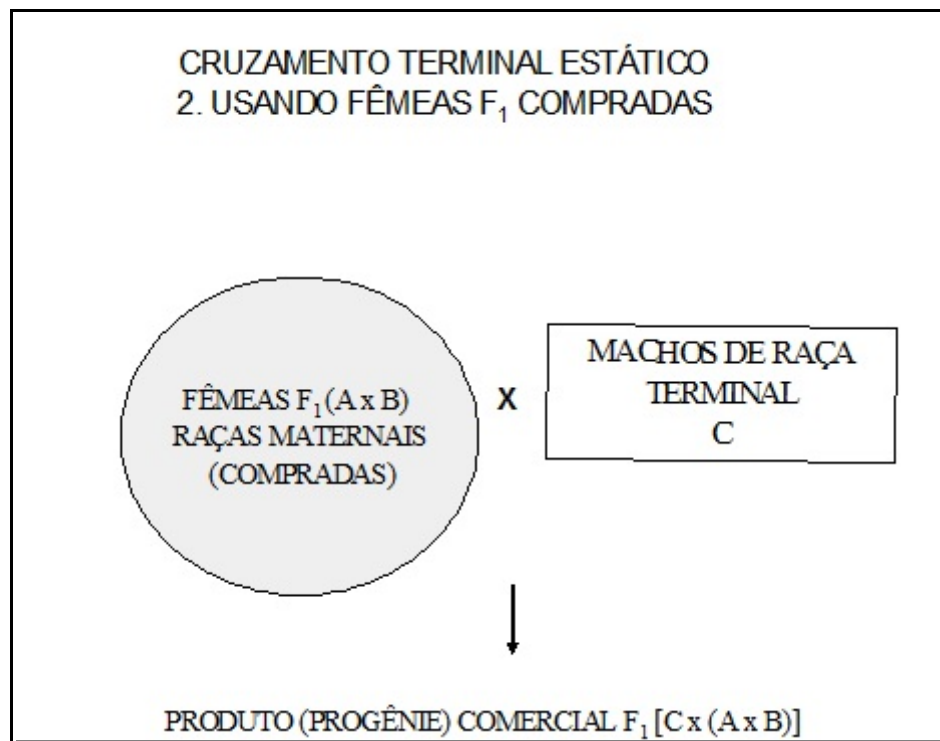 CRUZAMENTO TERMINAL ESTÁTICO
2. USANDO FÊMEAS F₁ COMPRADAS
FÊMEAS F₁ (A x B)
RAÇAS MATERNAIS
(COMPRADAS)
X
MACHOS DE RAÇA
TERMINAL
C
PRODUTO (PROGÊNIE) COMERCIAL F₁ [C x (A x B)]